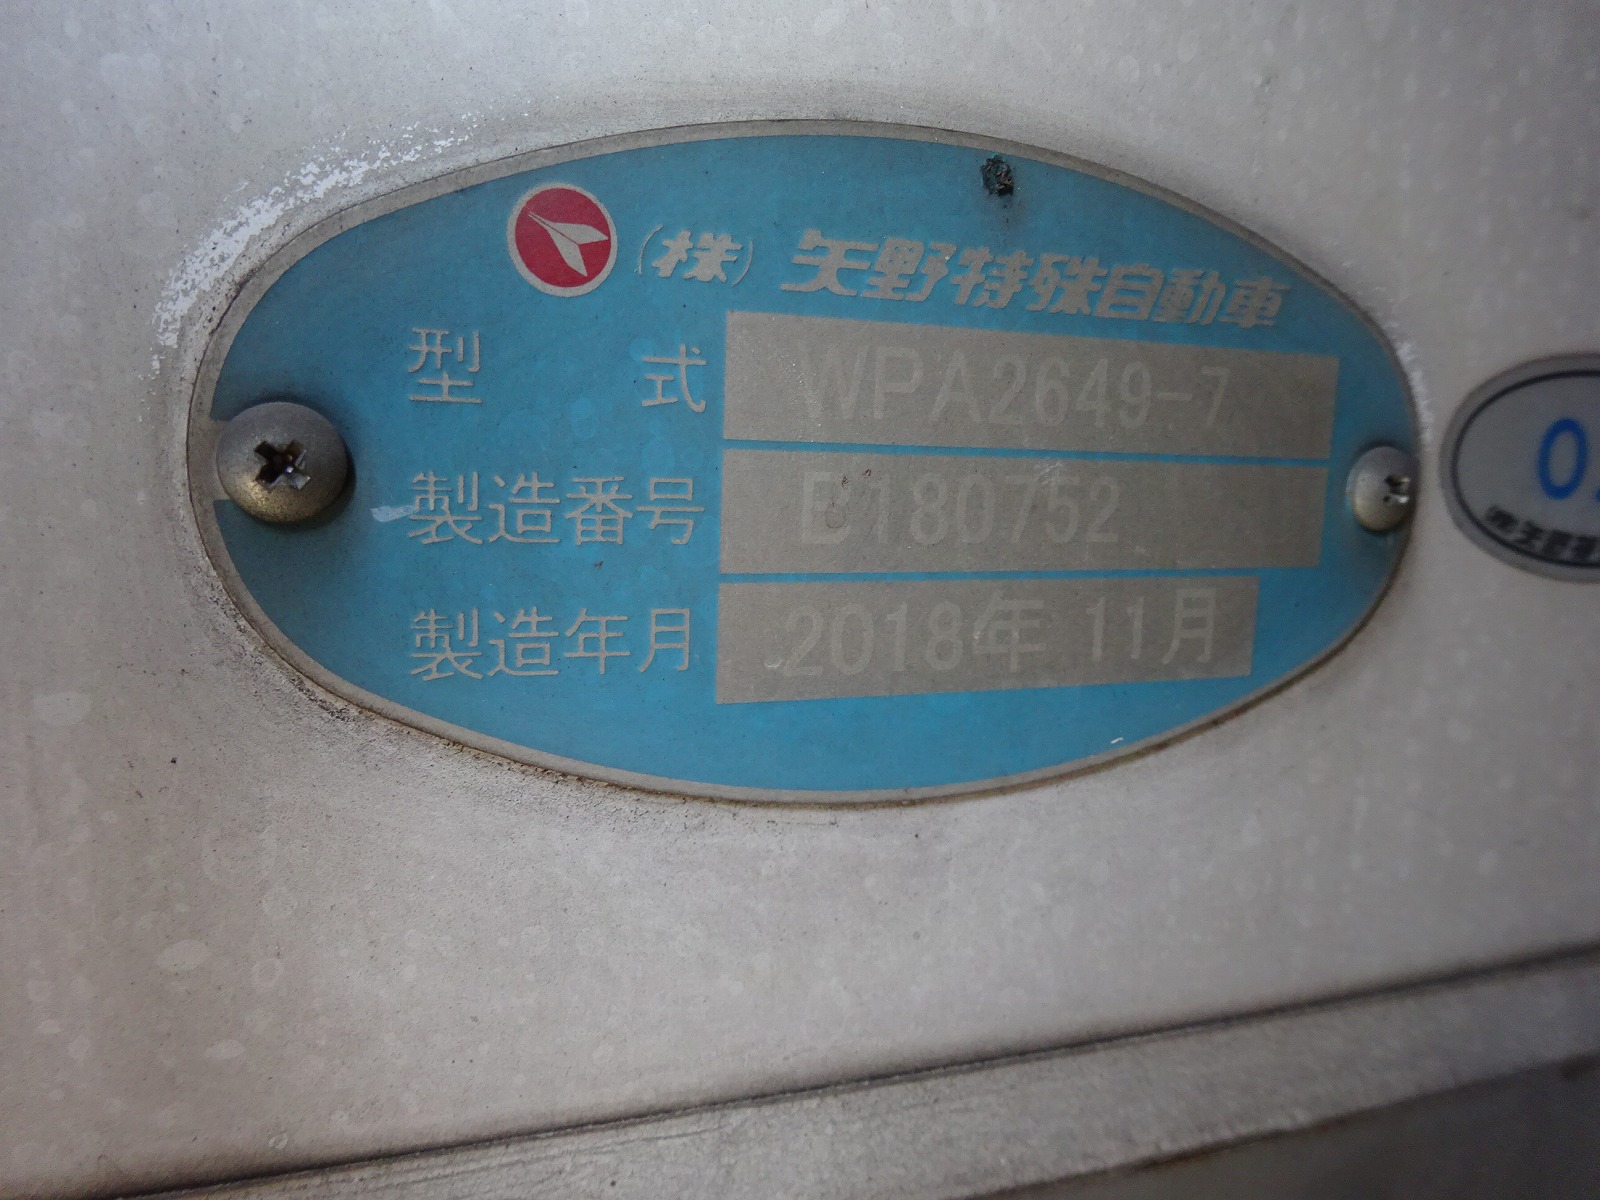 (株) 矢野特殊自動車
型 式 WPA2649-7
製造番号 B180752
製造年月 2018年 11月